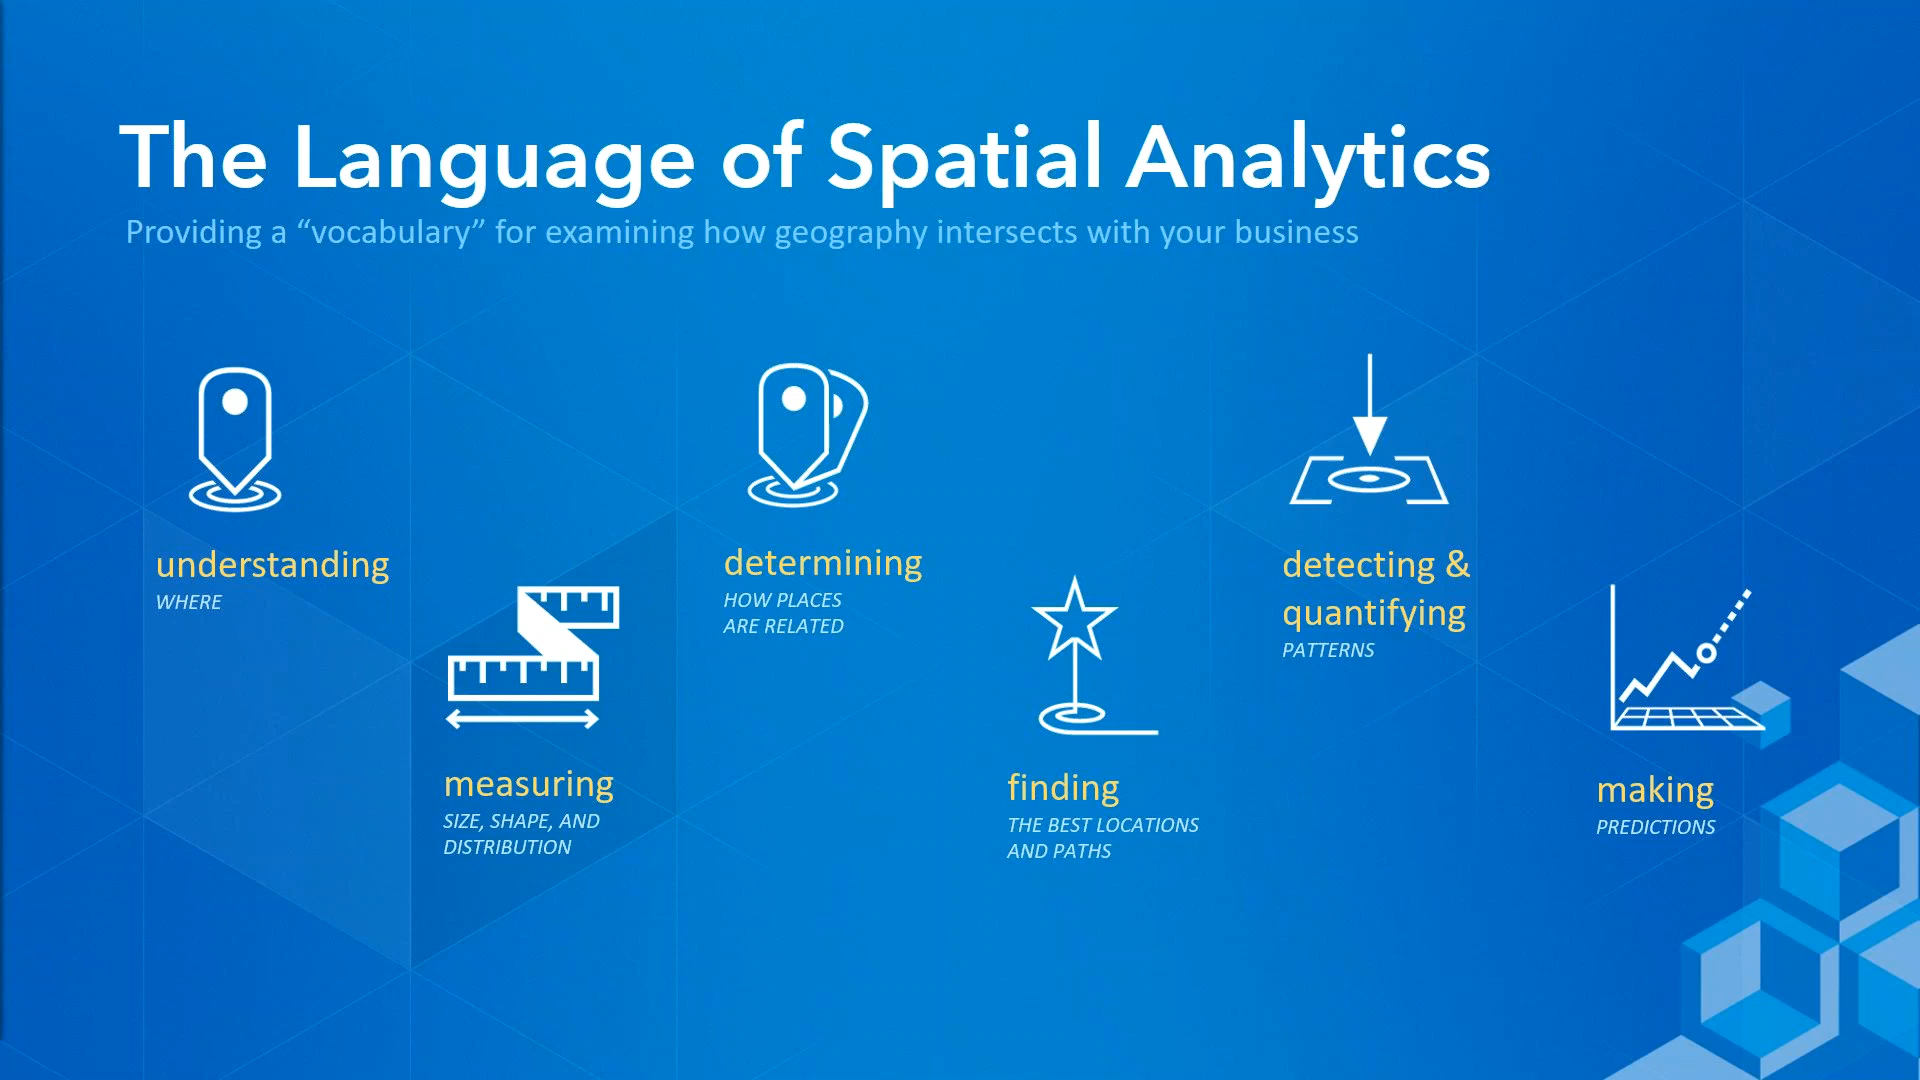 The Language of Spatial Analytics
Providing a “vocabulary” for examining how geography intersects with your business
understanding
WHERE
measuring
SIZE, SHAPE, AND
DISTRIBUTION
determining
HOW PLACES
ARE RELATED
finding
THE BEST LOCATIONS
AND PATHS
detecting &
quantifying
PATTERNS
making
PREDICTIONS